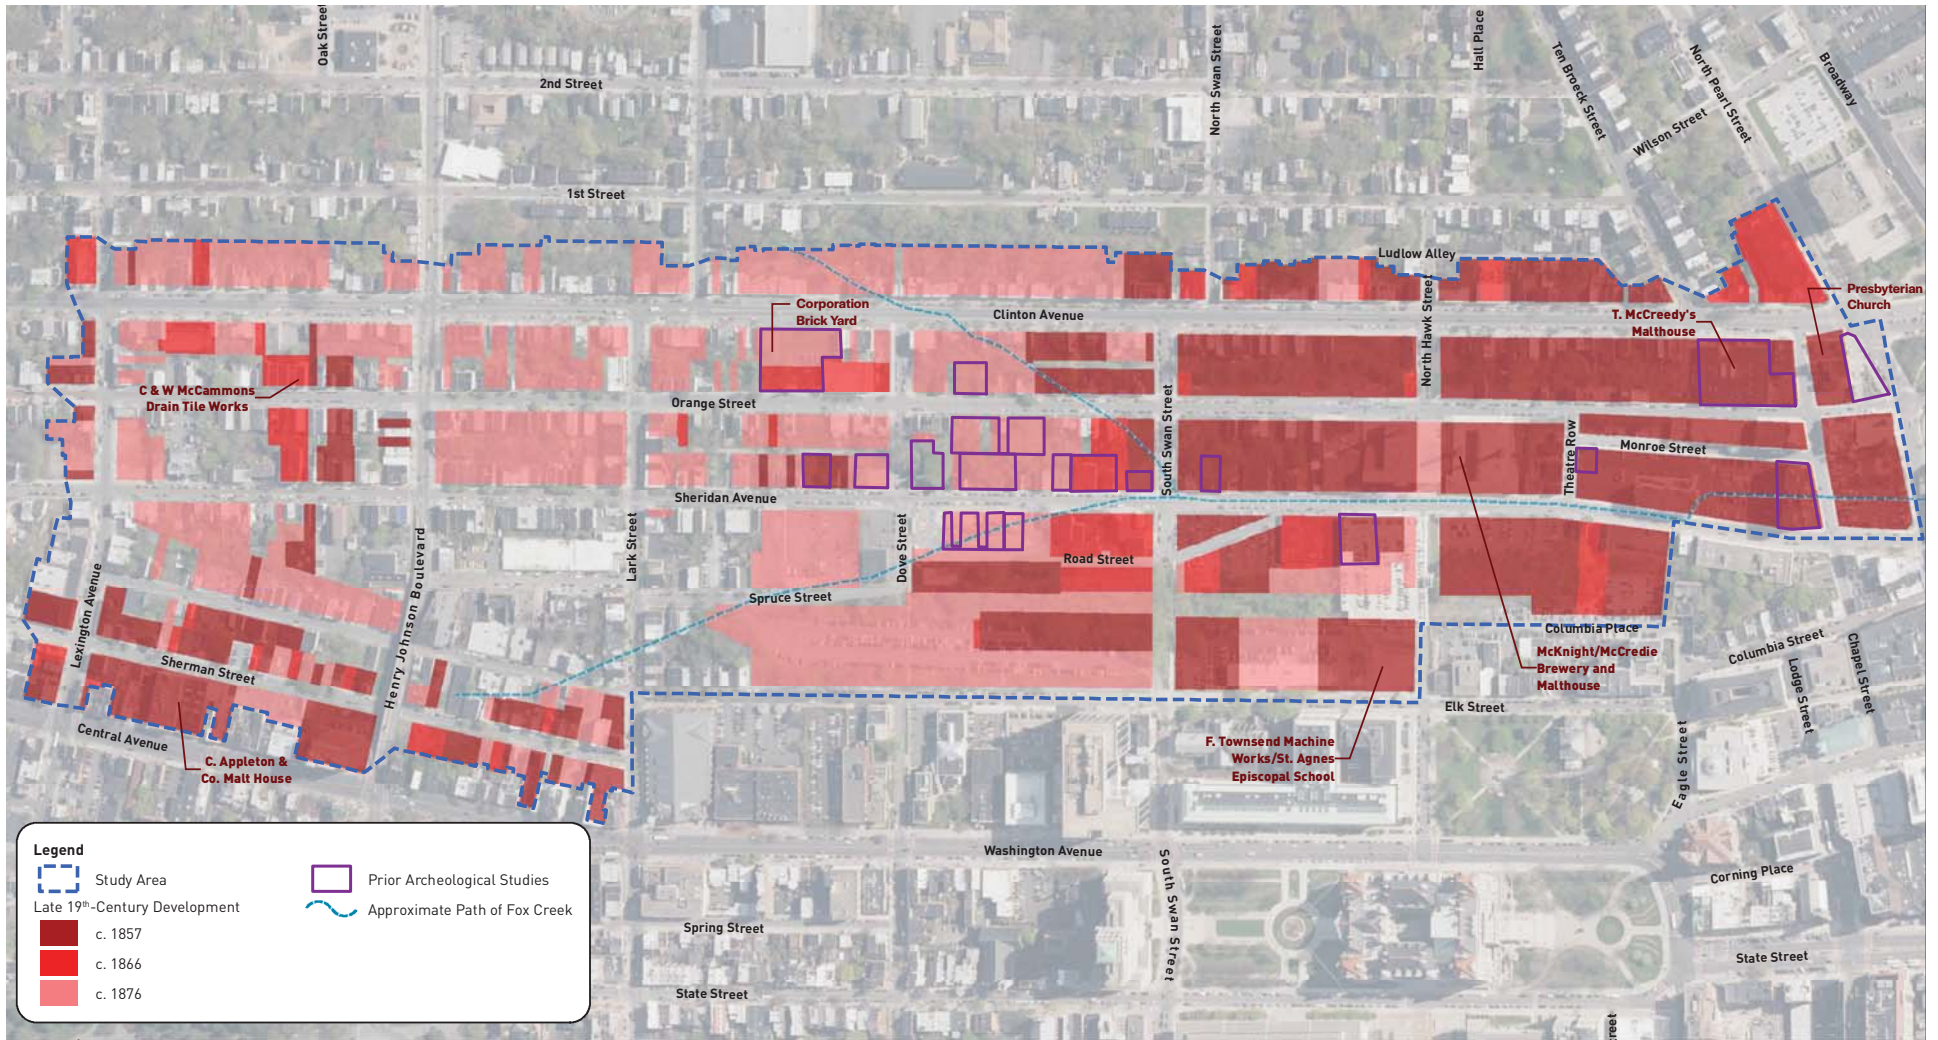 Oak Street
2nd Street
North Swan Street
Hall Place
Ten Broeck Street
North Pearl Street
Broadway
Wilson Street
1st Street
Ludlow Alley
Corporation
Brick Yard
Clinton Avenue
North Hawk Street
T. McCreedy's
Malthouse
Presbyterian
Church
C & W McCammons
Drain Tile Works
Orange Street
South Swan Street
Theatre Row
Monroe Street
Sheridan Avenue
Lark Street
Dove Street
Road Street
Spruce Street
Lexington Avenue
Henry Johnson Boulevard
Sherman Street
Columbia Place
McKnight/McCredie
Brewery and
Malthouse
Columbia Street
Lodge Street
Chapel Street
Elk Street
Eagle Street
Central Avenue
C. Appleton &
Co. Malt House
F. Townsend Machine
Works/St. Agnes
Episcopal School
Washington Avenue
South Swan Street
Corning Place
Spring Street
State Street
State Street
reet
Legend
Study Area
Late 19th-Century Development
c. 1857
c. 1866
c. 1876
Prior Archeological Studies
Approximate Path of Fox Creek